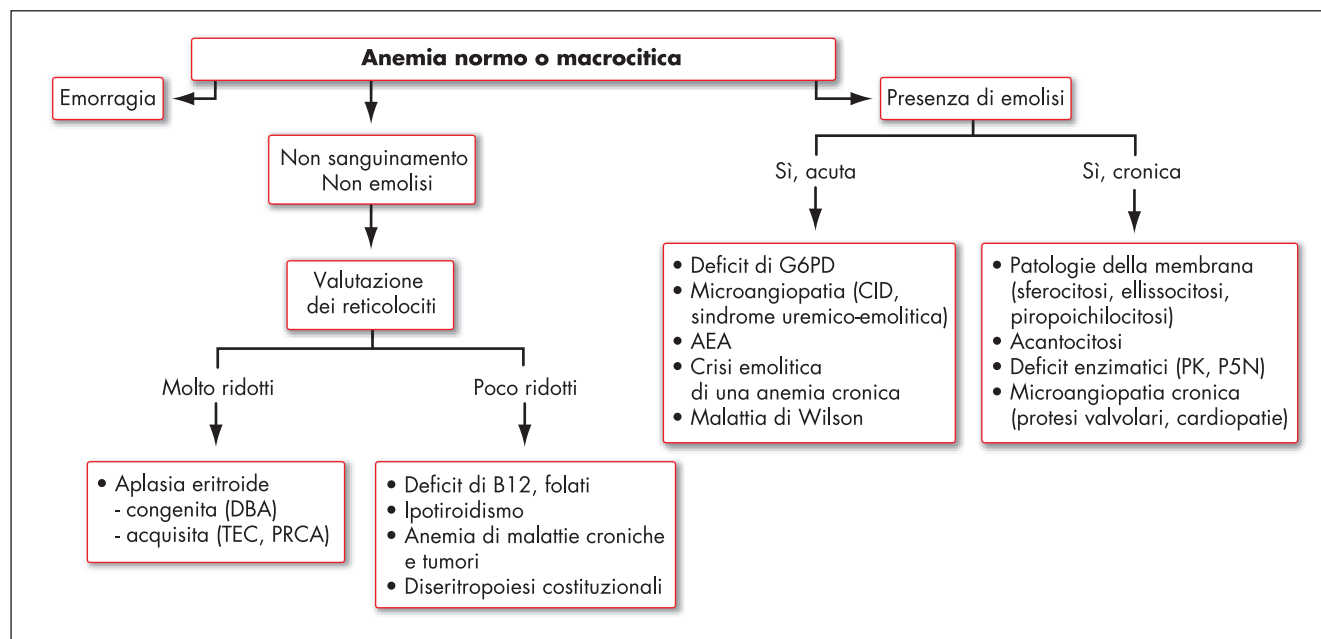 Anemia normo o macrocitica
Emorragia
Presenza di emolisi
Non sanguinamento
Non emolisi
Sì, acuta
Sì, cronica
Valutazione
dei reticolociti
• Deficit di G6PD
• Microangiopatia (CID,
sindrome uremico-emolitica)
• AEA
• Crisi emolitica
di una anemia cronica
• Malattia di Wilson
• Patologie della membrana
(sferocitosi, ellissocitosi,
piropoichilocitosi)
• Acantocitosi
• Deficit enzimatici (PK, P5N)
• Microangiopatia cronica
(protesi valvolari, cardiopatie)
Molto ridotti
Poco ridotti
• Aplasia eritroide
- congenita (DBA)
- acquisita (TEC, PRCA)
• Deficit di B12, folati
• Ipotiroidismo
• Anemia di malattie croniche
e tumori
• Diseritropoiesi costituzionali